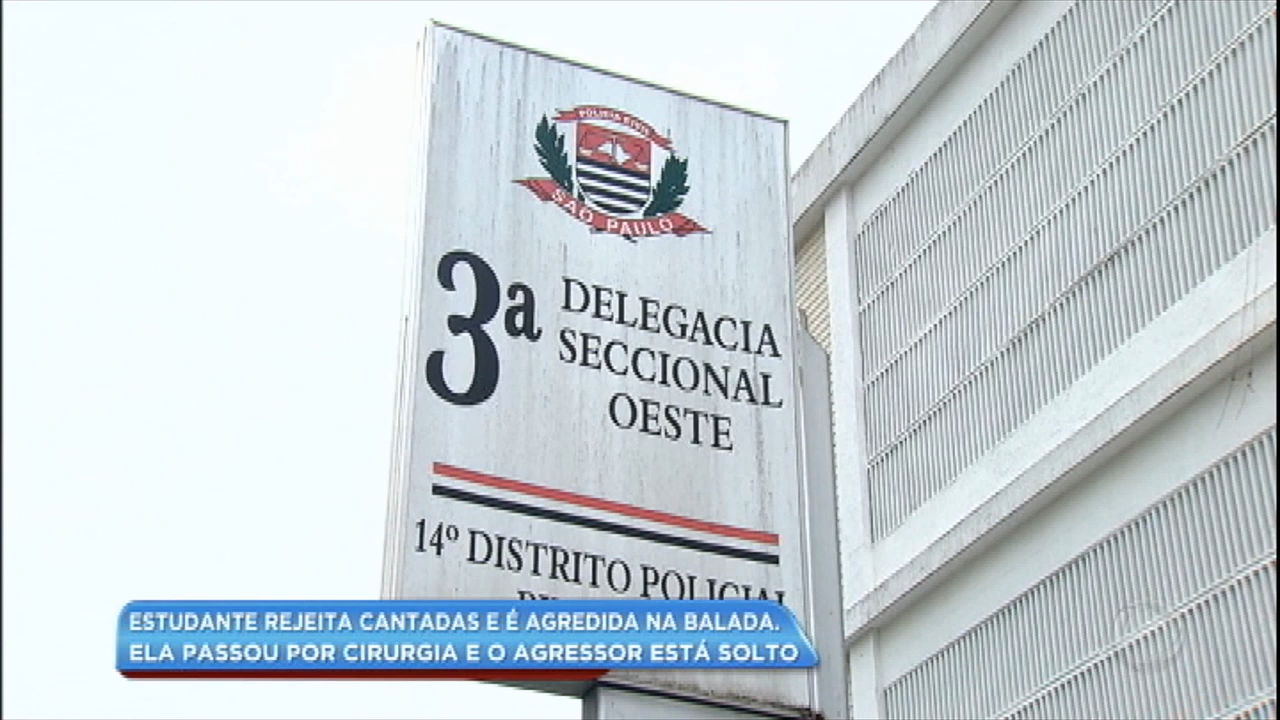 POLICIA CIVIL
SÃO PAULO
3ª
DELEGACIA
SECCIONAL
OESTE
14º DISTRITO POLICIAL
ESTUDANTE REJEITA CANTADAS E É AGREDIDA NA BALADA.
ELA PASSOU POR CIRURGIA E O AGRESSOR ESTÁ SOLTO